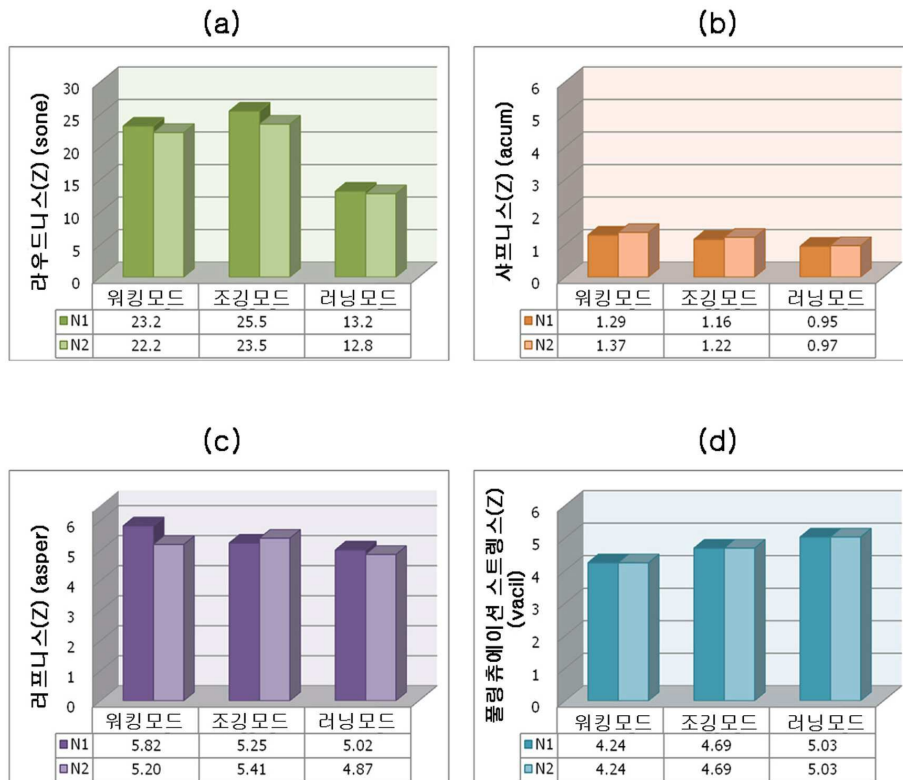 (a)
라우드니스(Z) (sone)
30
25
20
15
10
5
0
워킹모드 조깅모드 러닝모드
N1 23.2 25.5 13.2
N2 22.2 23.5 12.8
(b)
샤프니스(Z) (acum)
6
5
4
3
2
1
0
워킹모드 조깅모드 러닝모드
N1 1.29 1.16 0.95
N2 1.37 1.22 0.97
(c)
러프니스(Z) (asper)
6
5
4
3
2
1
0
워킹모드 조깅모드 러닝모드
N1 5.82 5.25 5.02
N2 5.20 5.41 4.87
(d)
플렁츄에이션 스트렝스(Z)
(vacil)
6
5
4
3
2
1
0
워킹모드 조깅모드 러닝모드
N1 4.24 4.69 5.03
N2 4.24 4.69 5.03